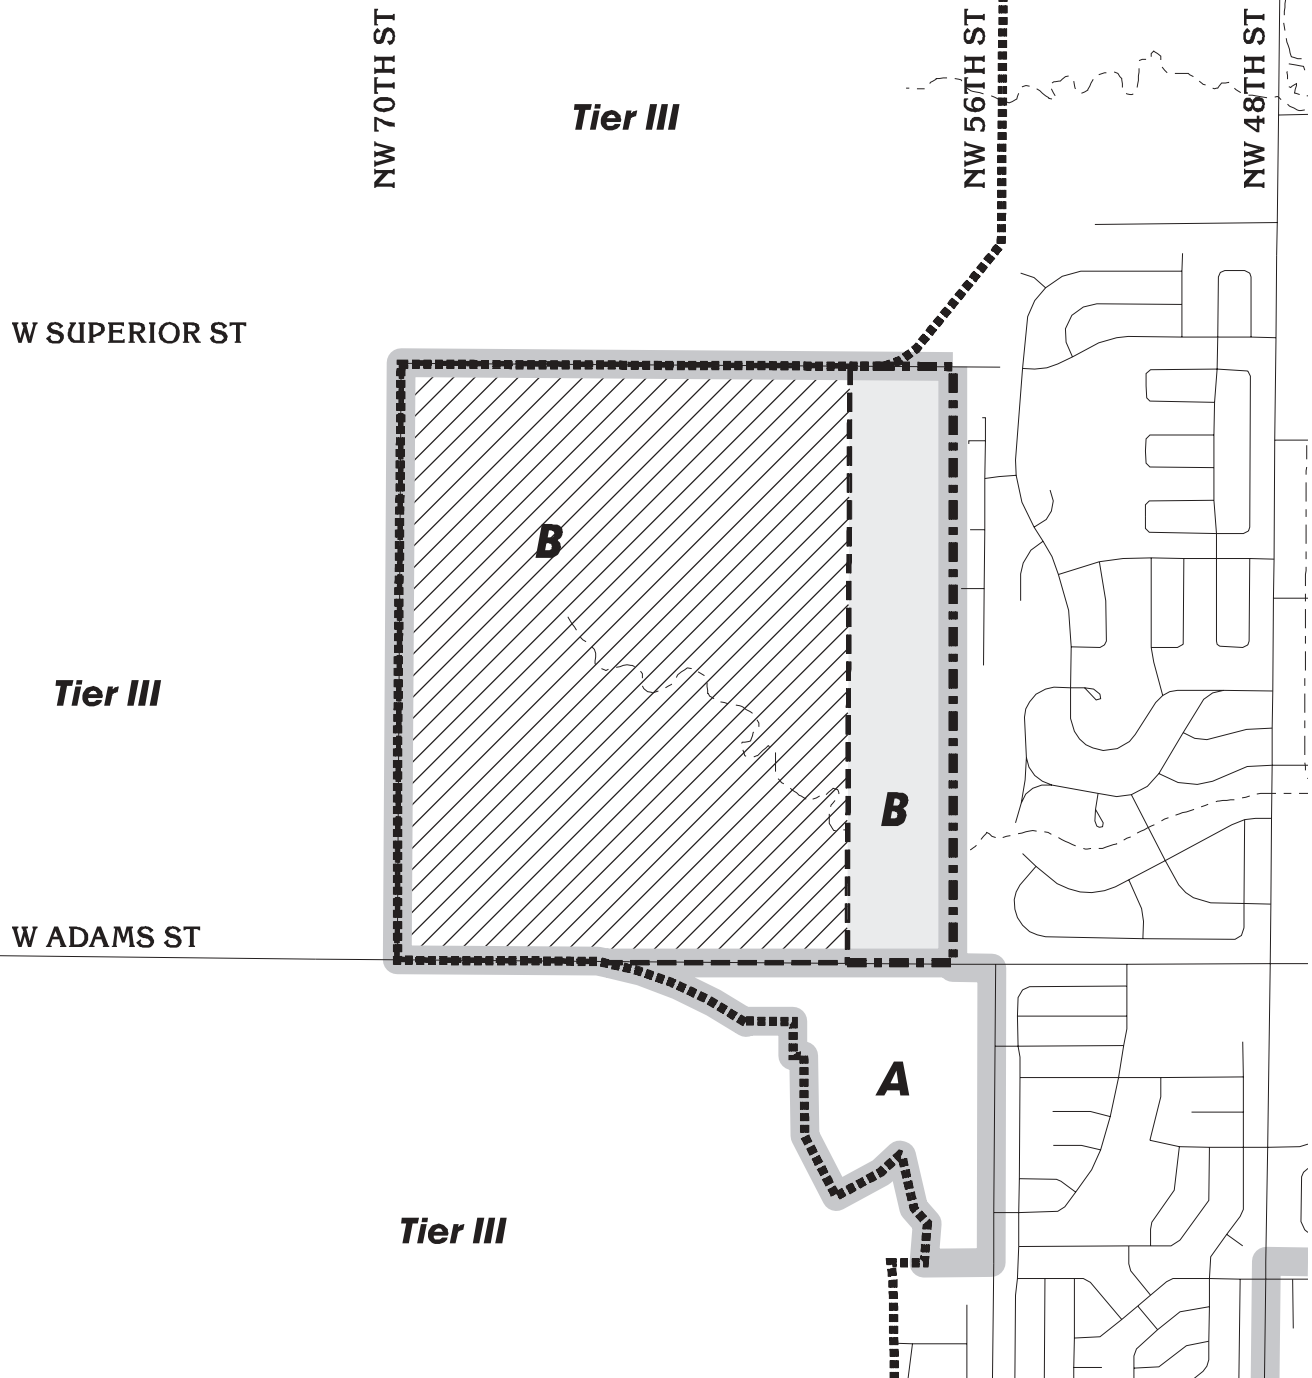 NW 70TH ST
NW 56TH ST
NW 48TH ST
Tier III
W SUPERIOR ST
B
Tier III
B
W ADAMS ST
A
Tier III